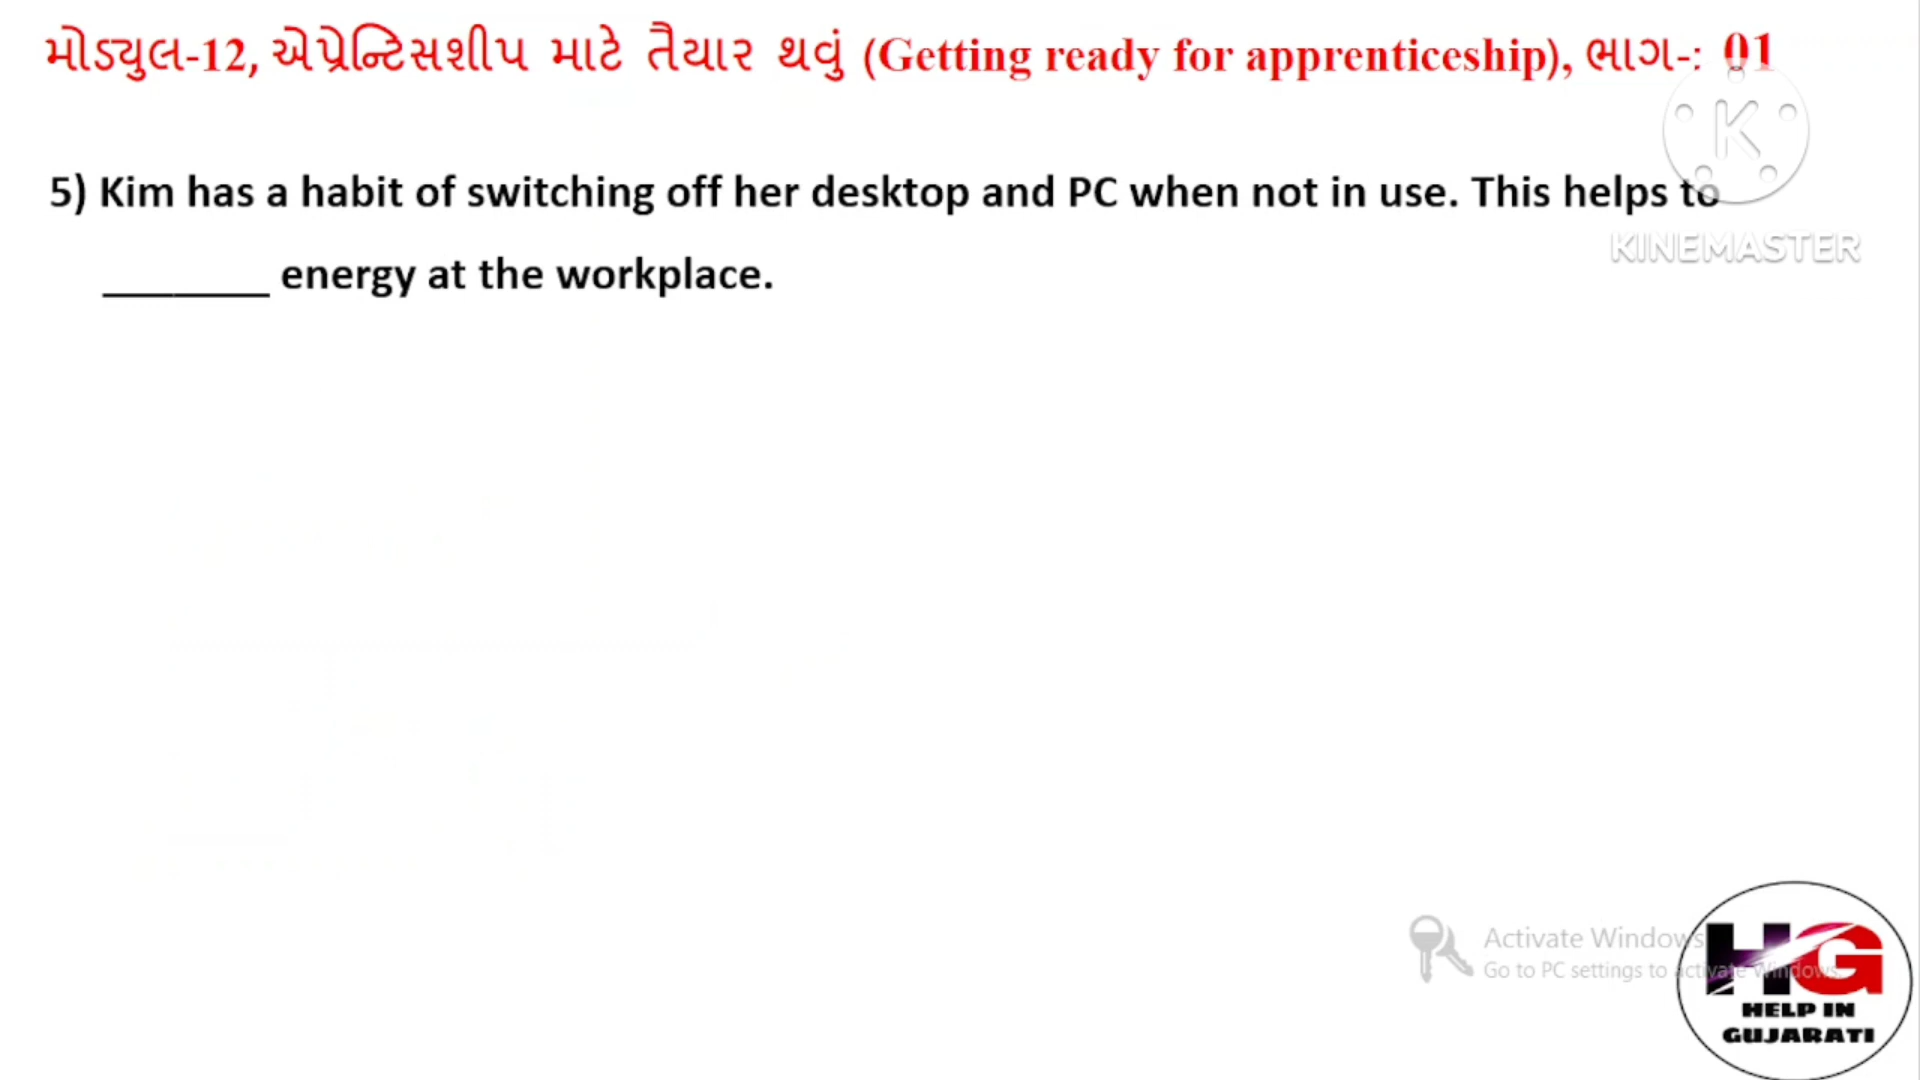 મોડ્યુલ-12, એપ્રેન્ટિસશીપ માટે તૈયાર થવું (Getting ready for apprenticeship), ભાગ-: 01
KINEMASTER
5) Kim has a habit of switching off her desktop and PC when not in use. This helps to
_______ energy at the workplace.
Activate Windows
Go to PC settings to activate Windows.
HG
HELP IN
GUJARATI